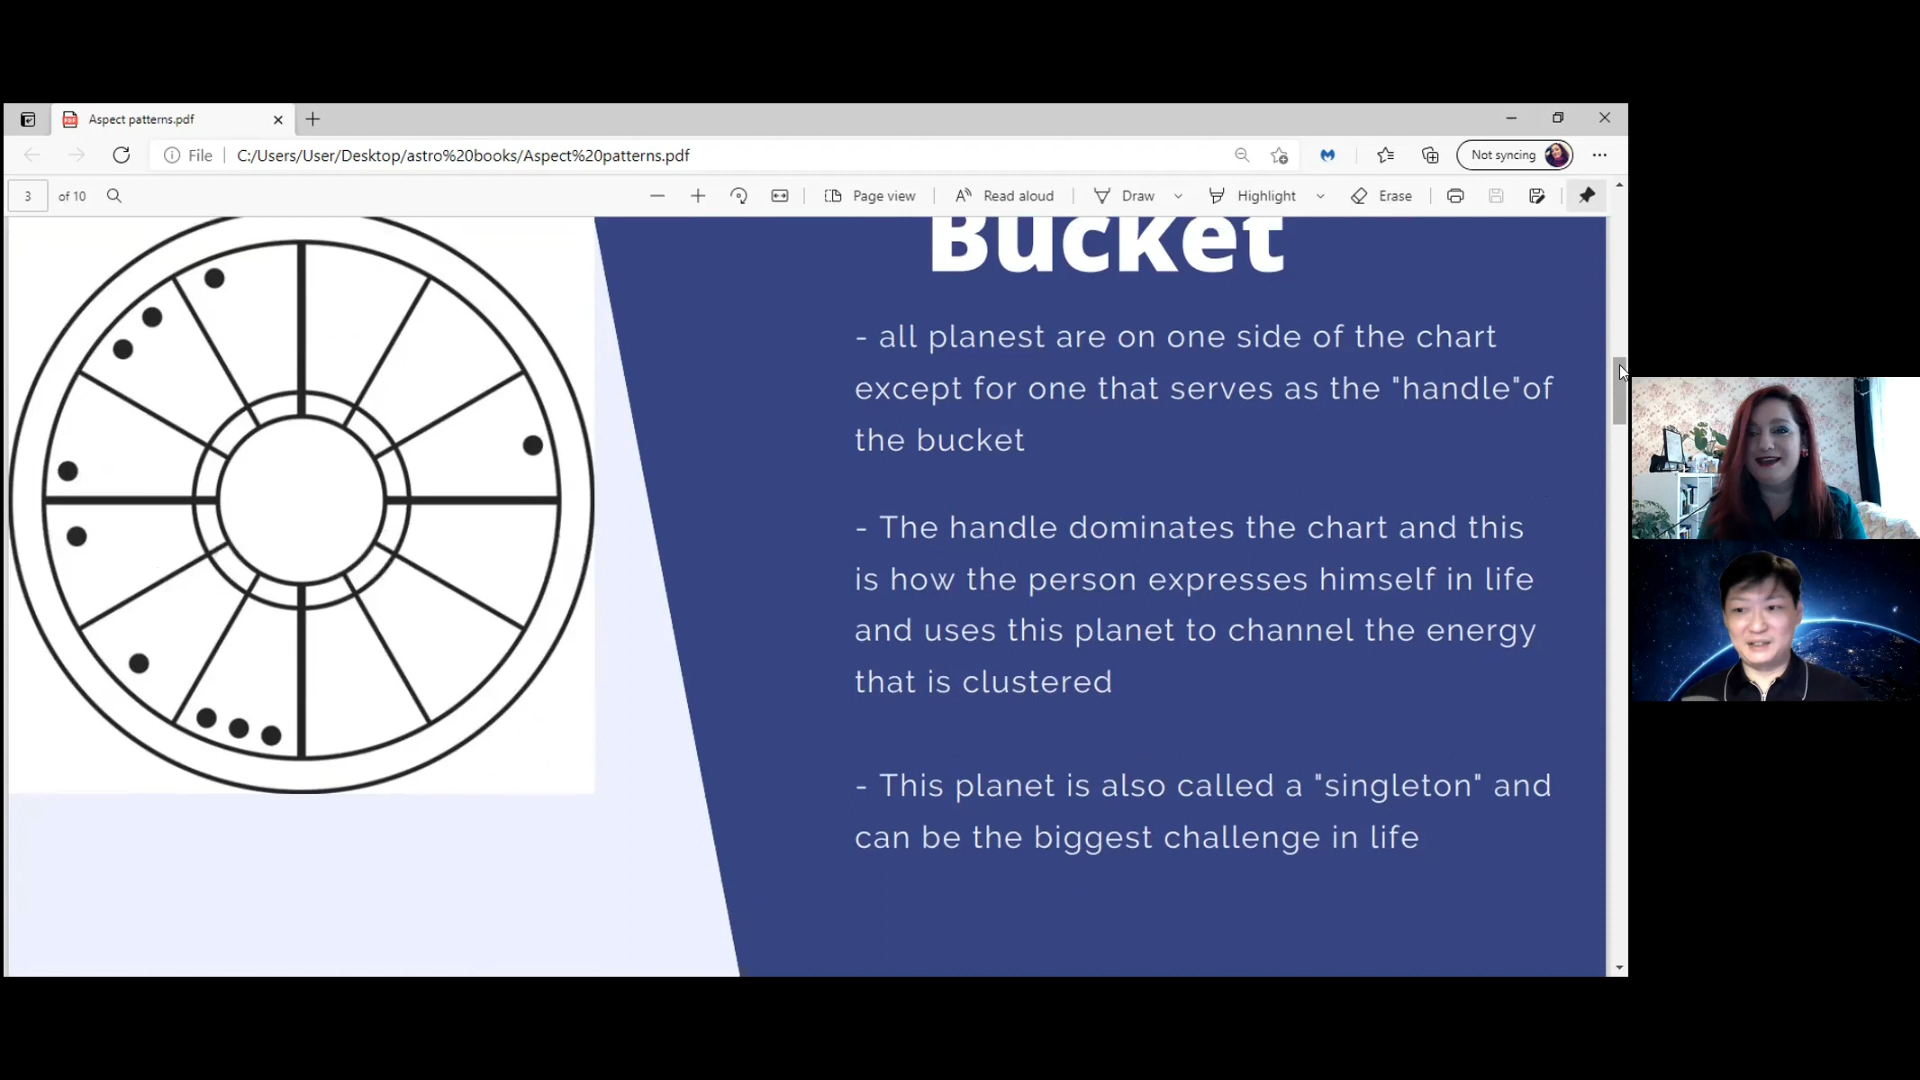 Aspect patterns.pdf
File
C:/Users/User/Desktop/astro%20books/Aspect%20patterns.pdf
Not syncing
3 of 10
Page view
Read aloud
Draw
Highlight
Erase
Bucket
- all planest are on one side of the chart
except for one that serves as the "handle"of
the bucket
- The handle dominates the chart and this
is how the person expresses himself in life
and uses this planet to channel the energy
that is clustered
- This planet is also called a "singleton" and
can be the biggest challenge in life